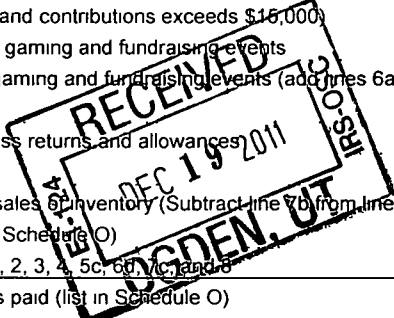 and contributions exceeds $15,000)
gaming and fundraising events
gaming and fundraising events (add lines 6a
ss returns and allowances
sales of inventory (Subtract line 7b from line
Schedule O)
, 2, 3, 4, 5c, 6d, 7c, and 8
s paid (list in Schedule O)
RECEIVED
DEC 19 2011
IRS-OSC
OGDEN, UT